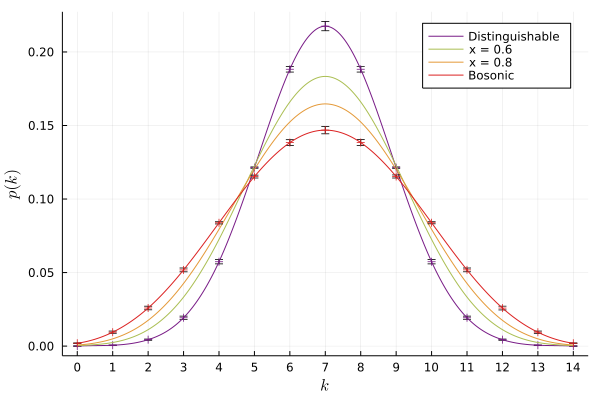 Distinguishable
x = 0.6
x = 0.8
Bosonic
0.20
0.15
0.10
0.05
0.00
p(k)
0 1 2 3 4 5 6 7 8 9 10 11 12 13 14
k